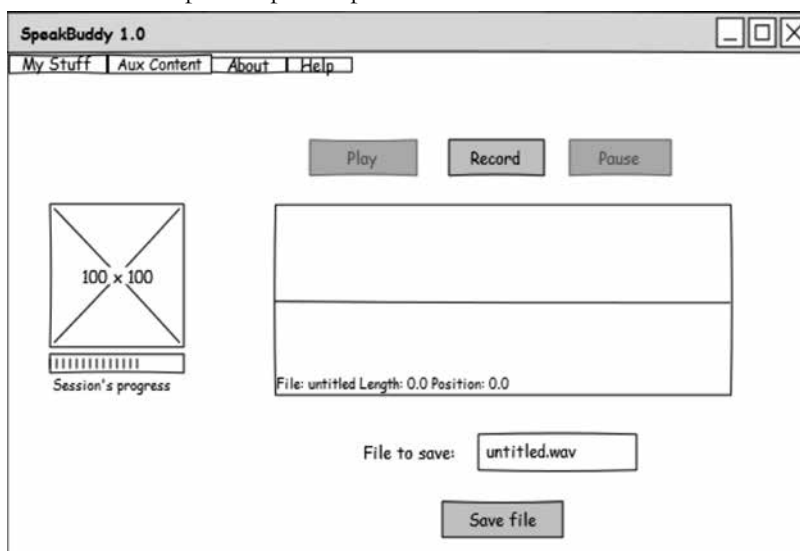 SpeakBuddy 1.0
My Stuff Aux Content About Help
Play Record Pause
100 x 100
Session's progress
File: untitled Length: 0.0 Position: 0.0
File to save: untitled.wav
Save file